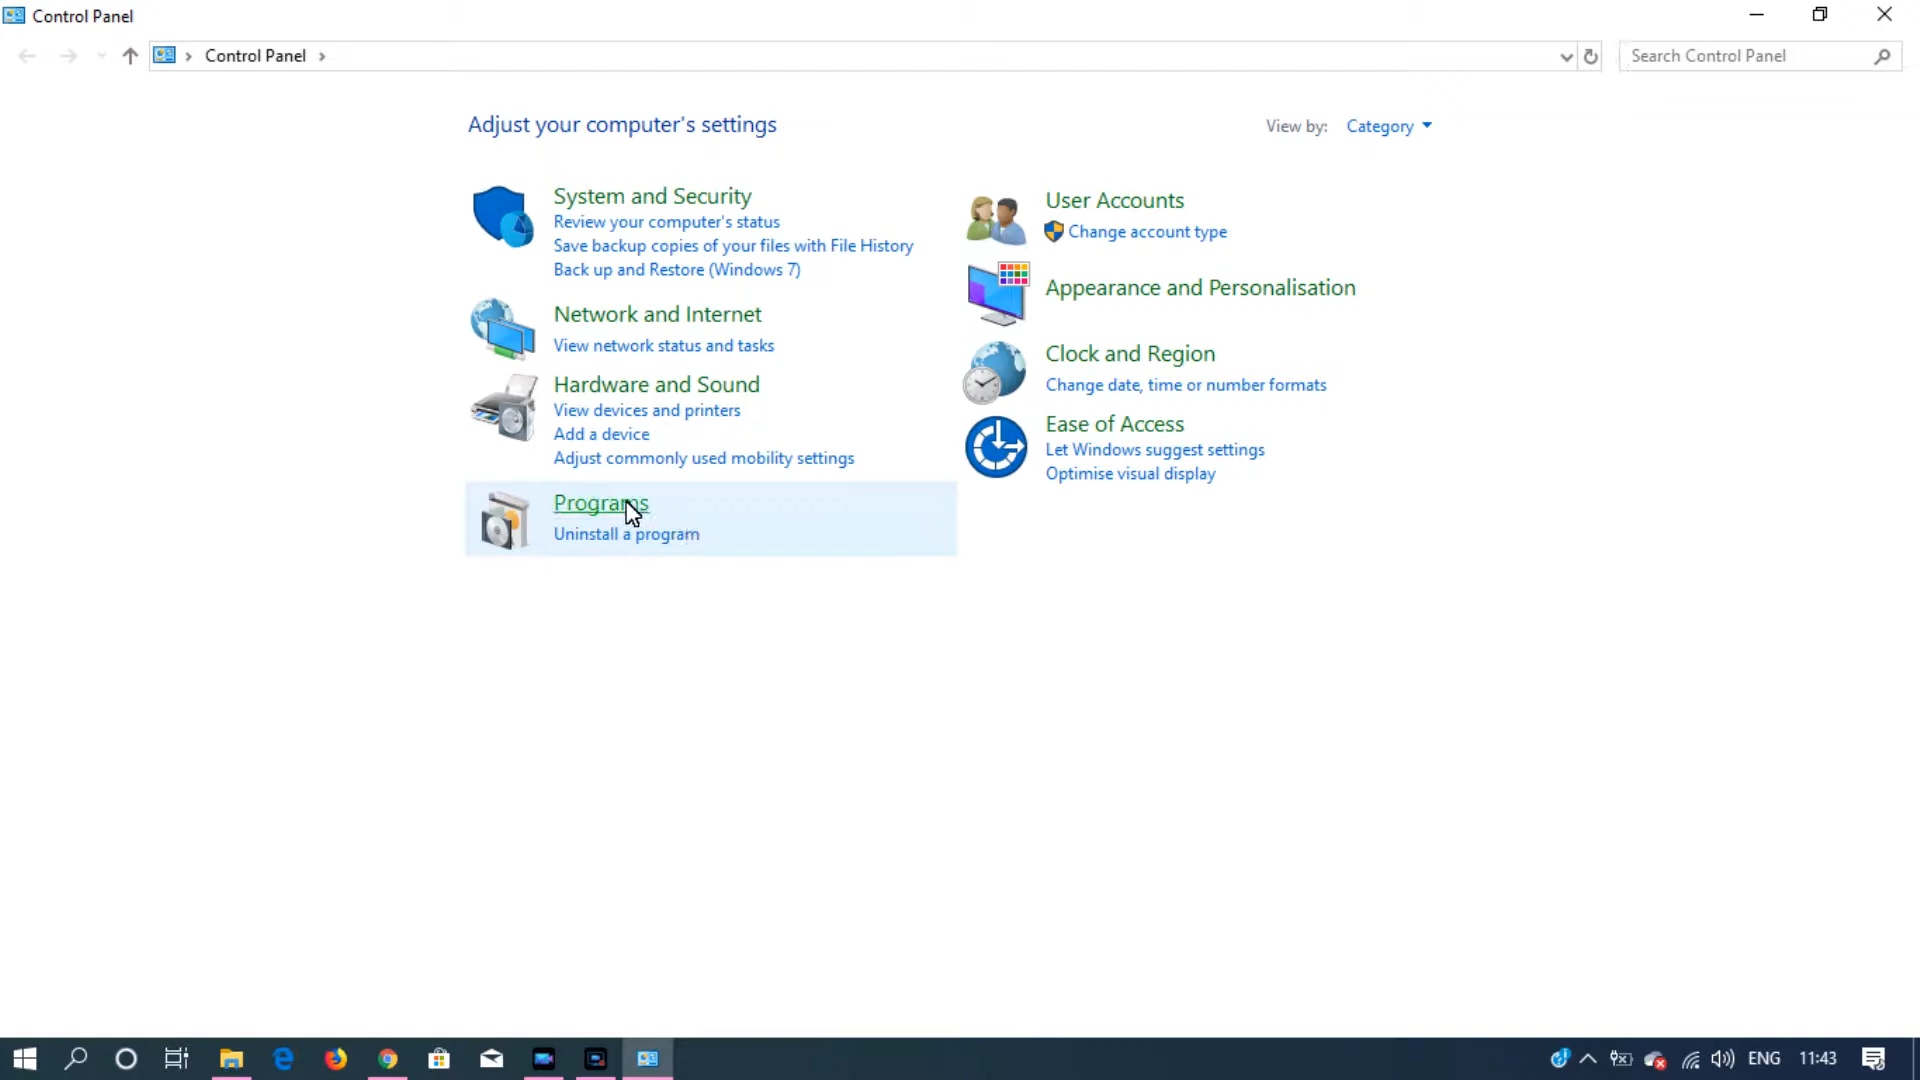 Control Panel
Control Panel
Search Control Panel
Adjust your computer's settings
View by: Category
System and Security
Review your computer's status
Save backup copies of your files with File History
Back up and Restore (Windows 7)
Network and Internet
View network status and tasks
Hardware and Sound
View devices and printers
Add a device
Adjust commonly used mobility settings
Programs
Uninstall a program
User Accounts
Change account type
Appearance and Personalisation
Clock and Region
Change date, time or number formats
Ease of Access
Let Windows suggest settings
Optimise visual display
ENG 11:43